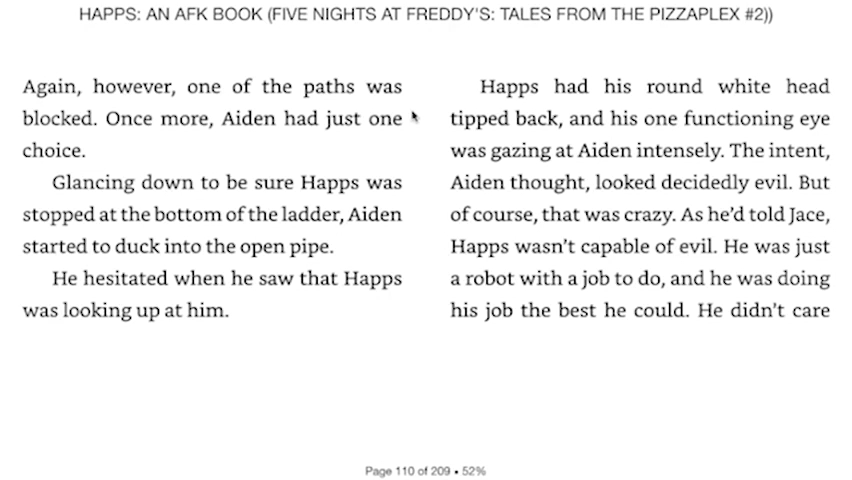 HAPPS: AN AFK BOOK (FIVE NIGHTS AT FREDDY'S: TALES FROM THE PIZZAPLEX #2))
Again, however, one of the paths was
blocked. Once more, Aiden had just one
choice.
Glancing down to be sure Happs was
stopped at the bottom of the ladder, Aiden
started to duck into the open pipe.
He hesitated when he saw that Happs
was looking up at him.
Happs had his round white head
tipped back, and his one functioning eye
was gazing at Aiden intensely. The intent,
Aiden thought, looked decidedly evil. But
of course, that was crazy. As he’d told Jace,
Happs wasn’t capable of evil. He was just
a robot with a job to do, and he was doing
his job the best he could. He didn’t care
Page 110 of 209 • 52%